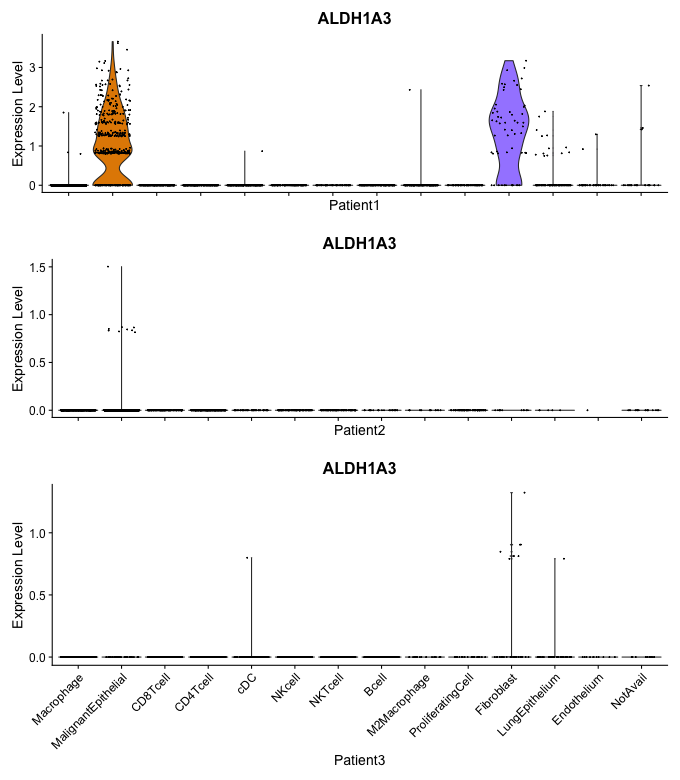 ALDH1A3
Expression Level
3
2
1
0
Patient1
ALDH1A3
Expression Level
1.5
1.0
0.5
0.0
Patient2
ALDH1A3
Expression Level
1.0
0.5
0.0
Macrophage
MalignantEpithelial
CD8Tcell
CD4Tcell
cDC
NKcell
NKTcell
Bcell
M2Macrophage
ProliferatingCell
Fibroblast
LungEpithelium
Endothelium
NotAvail
Patient3